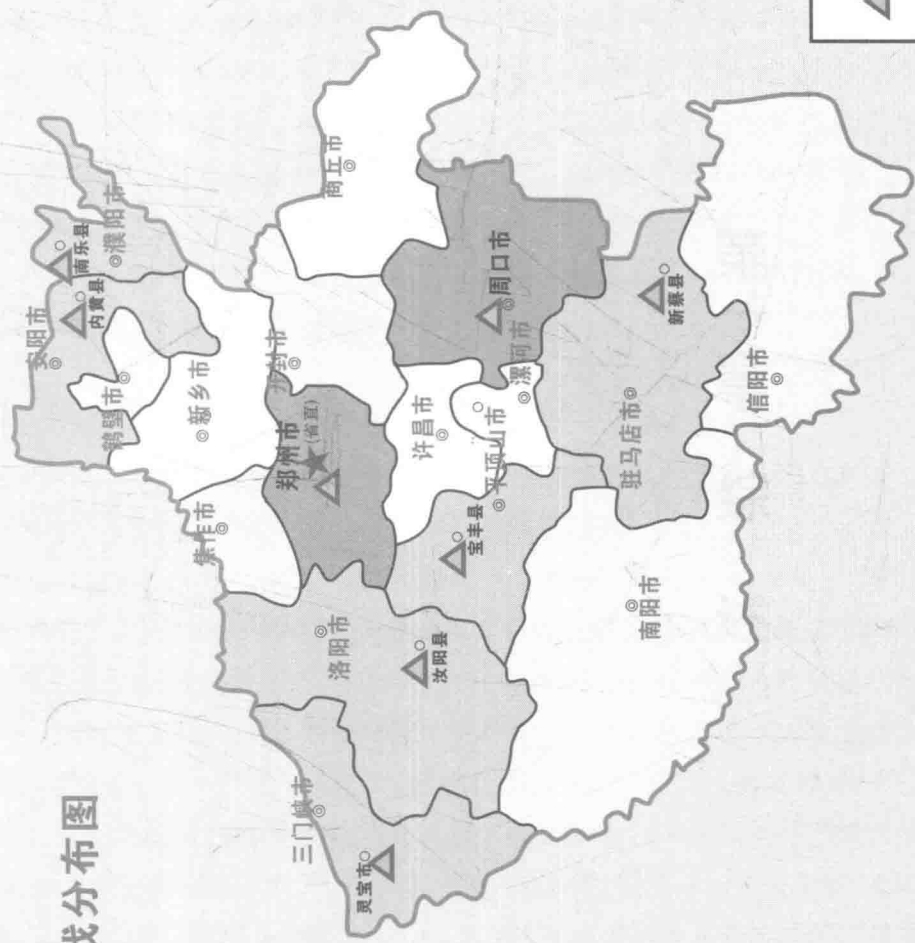 戏分布图
安阳市
南乐县
内黄县
濮阳市
鹤壁市
新乡市
焦作市
郑州市
(省直)
开封市
商丘市
三门峡市
灵宝市
洛阳市
汝阳县
许昌市
宝丰县
平顶山市
漯河市
周口市
驻马店市
新蔡县
南阳市
信阳市